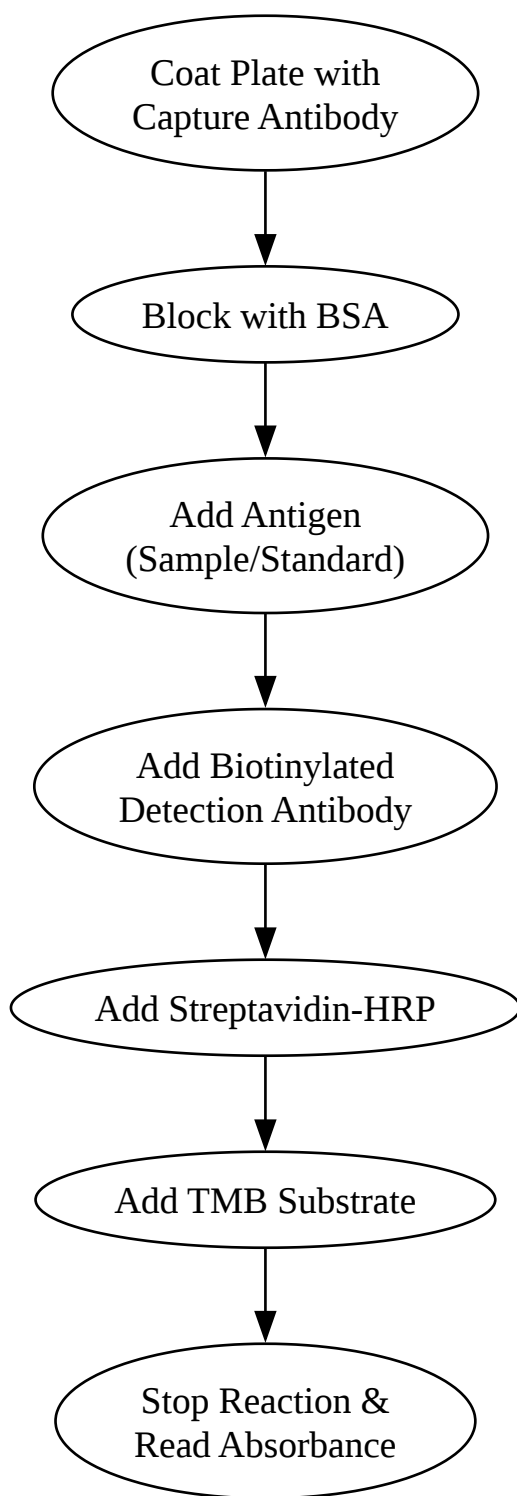 Coat Plate with
Capture Antibody
Block with BSA
Add Antigen
(Sample/Standard)
Add Biotinylated
Detection Antibody
Add Streptavidin-HRP
Add TMB Substrate
Stop Reaction &
Read Absorbance